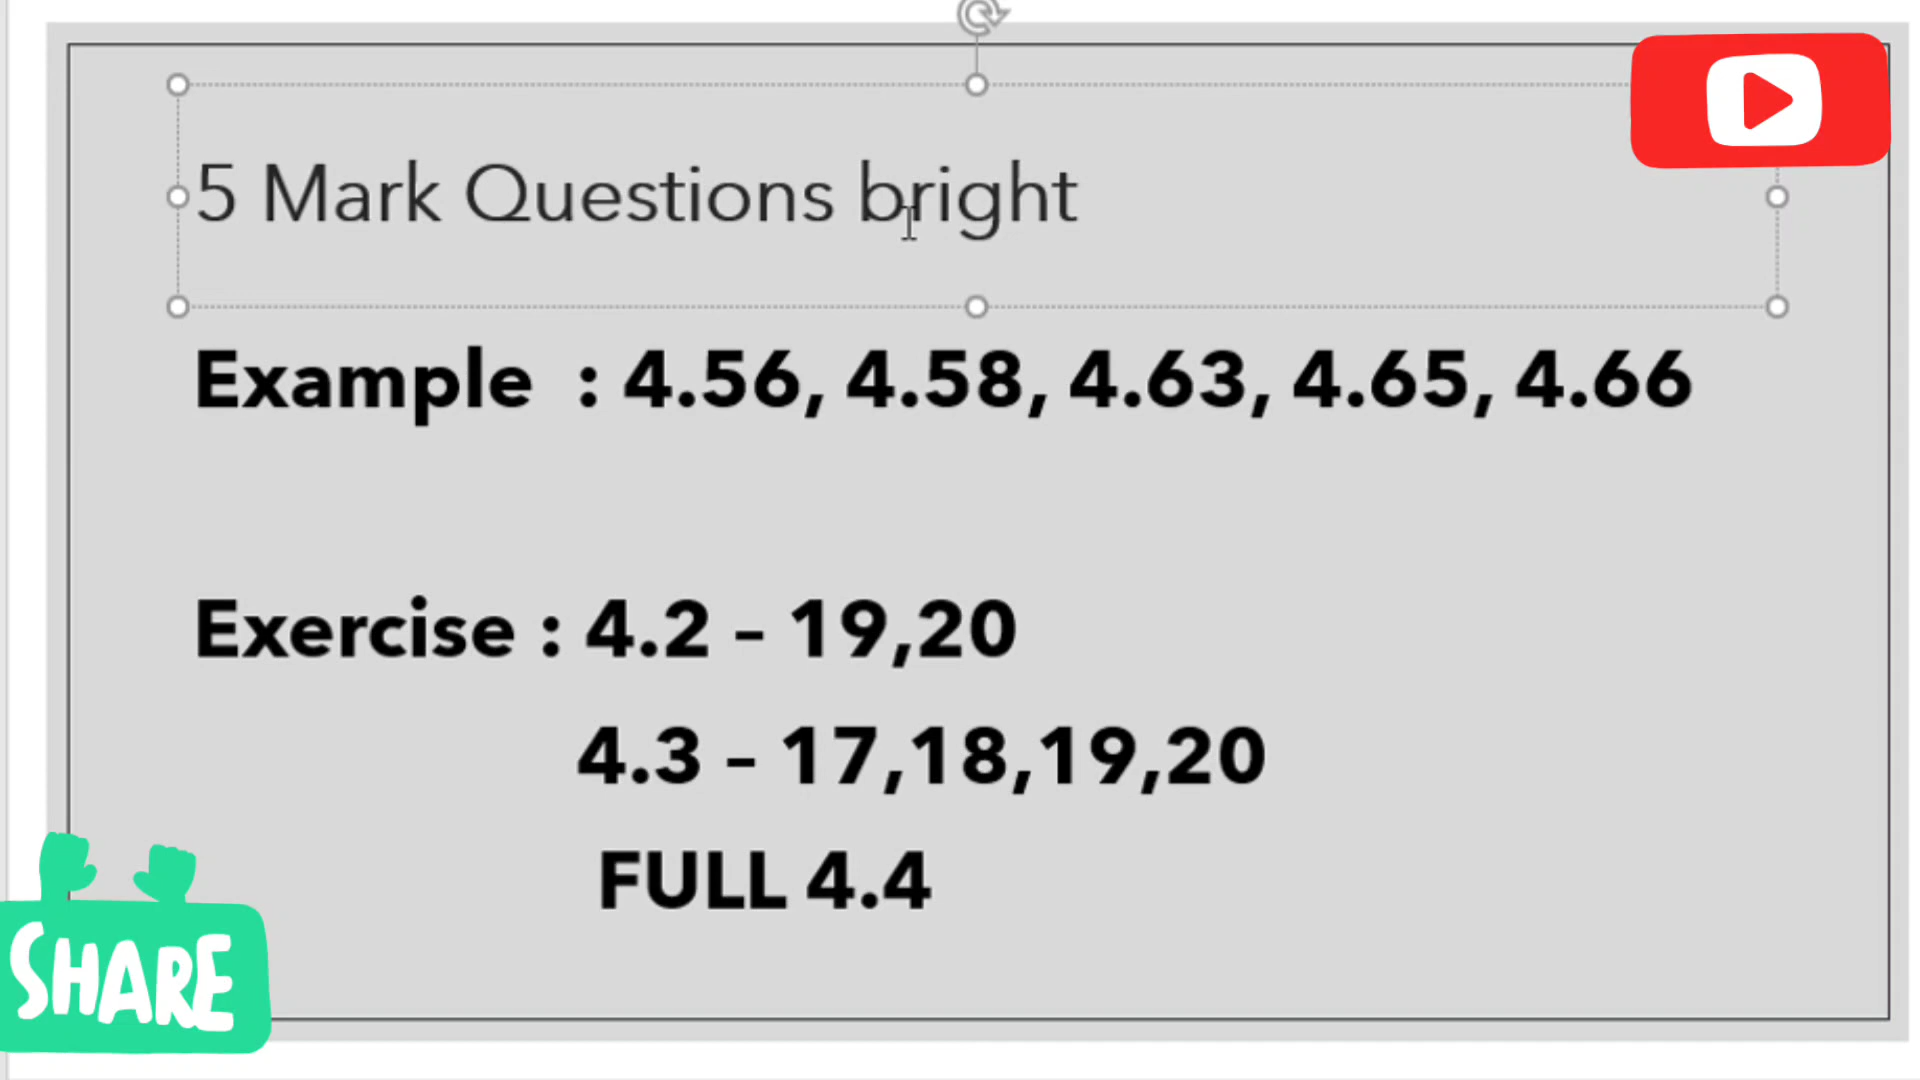 5 Mark Questions bright
Example : 4.56, 4.58, 4.63, 4.65, 4.66
Exercise : 4.2 – 19,20
4.3 – 17,18,19,20
FULL 4.4
SHARE